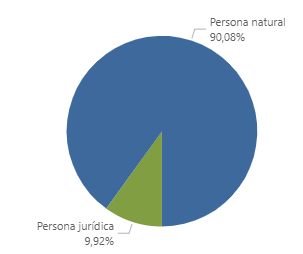 Persona natural
90,08%
Persona jurídica
9,92%